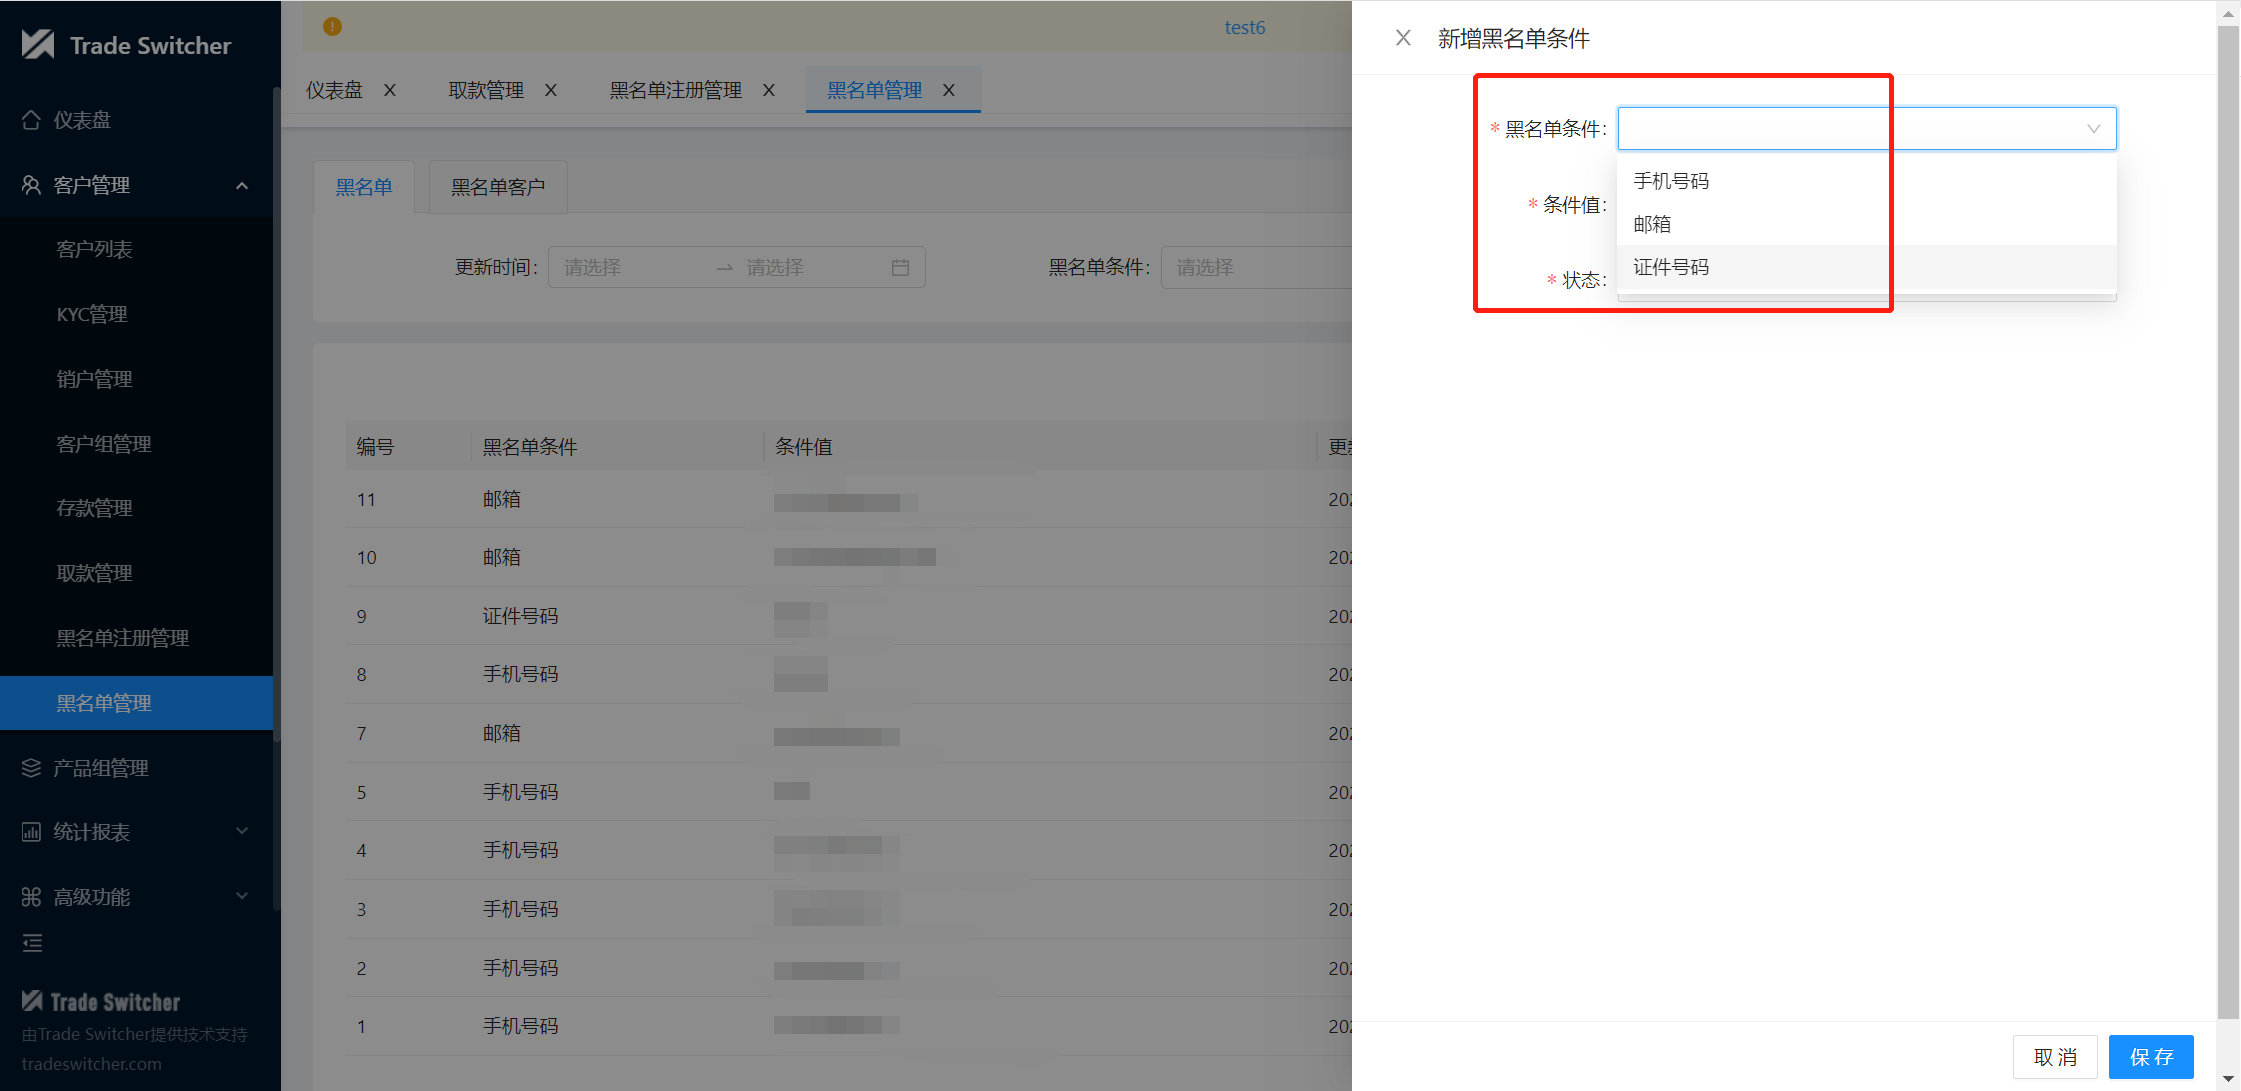 Trade Switcher
仪表盘
客户管理
客户列表
KYC管理
销户管理
客户组管理
存款管理
取款管理
黑名单注册管理
黑名单管理
产品组管理
统计报表
高级功能
Trade Switcher
由Trade Switcher提供技术支持
tradeswitcher.com
test6
仪表盘 取款管理 黑名单注册管理 黑名单管理
黑名单 黑名单客户
更新时间: 请选择 → 请选择 黑名单条件: 请选择
编号 黑名单条件 条件值
11 邮箱
10 邮箱
9 证件号码
8 手机号码
7 邮箱
5 手机号码
4 手机号码
3 手机号码
2 手机号码
1 手机号码
新增黑名单条件
* 黑名单条件:
手机号码
* 条件值:
邮箱
证件号码
* 状态:
取消 保存